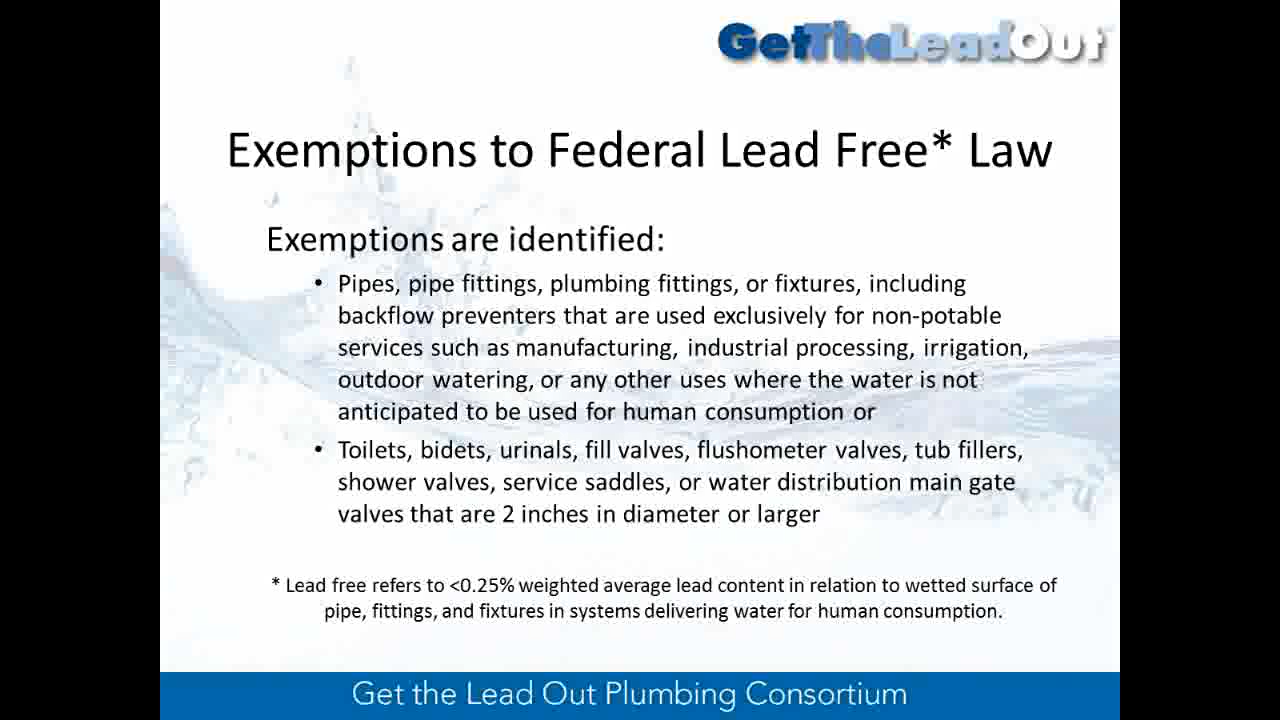 GetTheLeadOut
Exemptions to Federal Lead Free* Law
Exemptions are identified:
• Pipes, pipe fittings, plumbing fittings, or fixtures, including
backflow preventers that are used exclusively for non-potable
services such as manufacturing, industrial processing, irrigation,
outdoor watering, or any other uses where the water is not
anticipated to be used for human consumption or
• Toilets, bidets, urinals, fill valves, flushometer valves, tub fillers,
shower valves, service saddles, or water distribution main gate
valves that are 2 inches in diameter or larger
* Lead free refers to <0.25% weighted average lead content in relation to wetted surface of
pipe, fittings, and fixtures in systems delivering water for human consumption.
Get the Lead Out Plumbing Consortium